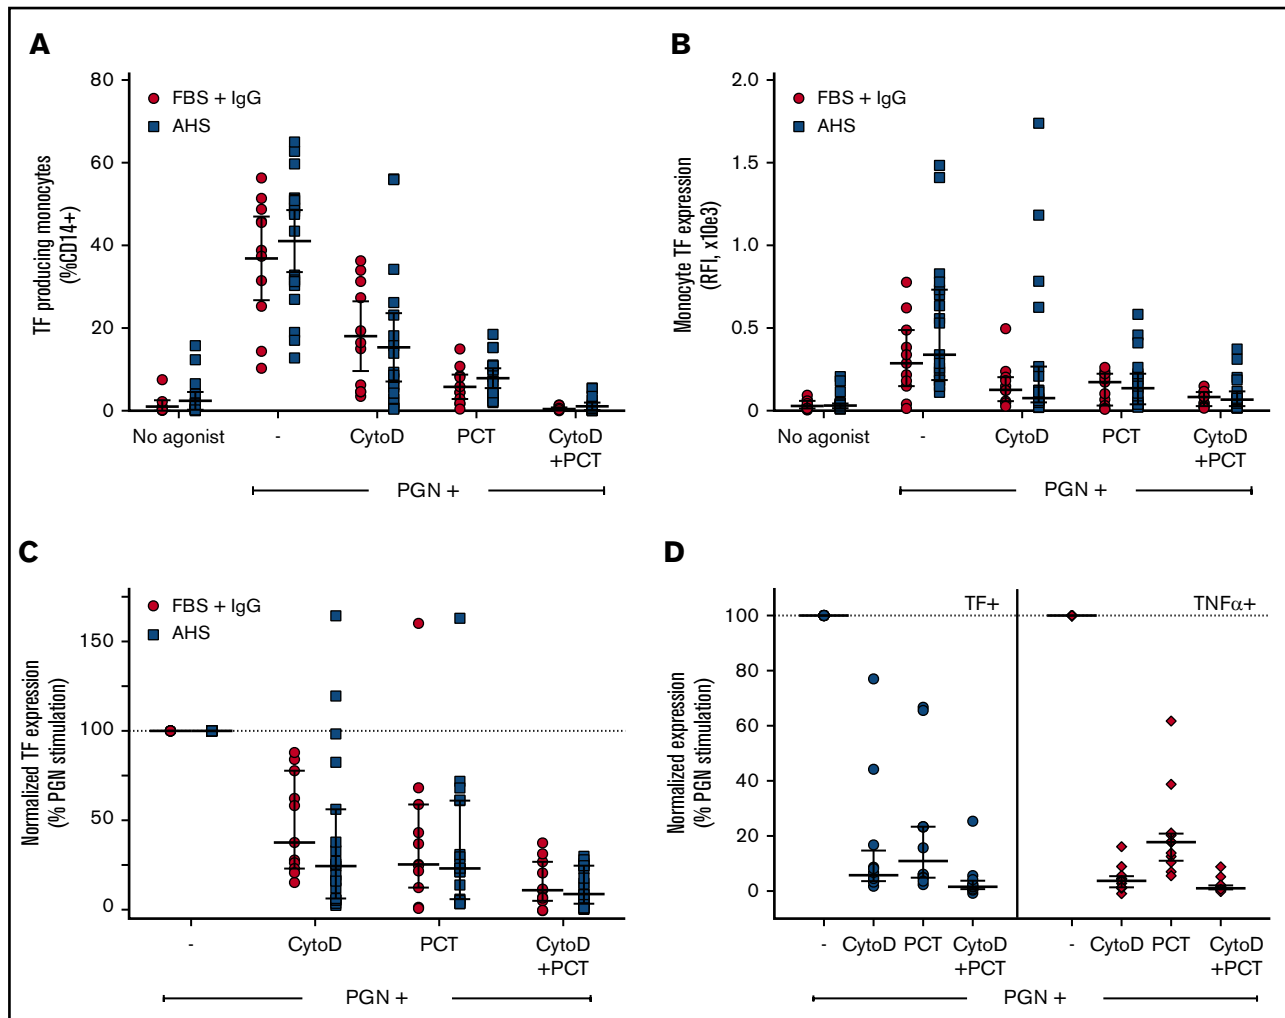 A
TF producing monocytes
(%CD14+)
80
60
40
20
0
FBS + IgG
AHS
No agonist
-
CytoD
PCT
CytoD
+PCT
PGN +
B
Monocyte TF expression
(RFI, x10e3)
2.0
1.5
1.0
0.5
0
FBS + IgG
AHS
No agonist
-
CytoD
PCT
CytoD
+PCT
PGN +
C
Normalized TF expression
(% PGN stimulation)
150
100
50
0
FBS + IgG
AHS
-
CytoD
PCT
CytoD
+PCT
PGN +
D
Normalized expression
(% PGN stimulation)
100
80
60
40
20
0
TF+
TNFα+
-
CytoD
PCT
CytoD
+PCT
-
CytoD
PCT
CytoD
+PCT
PGN +